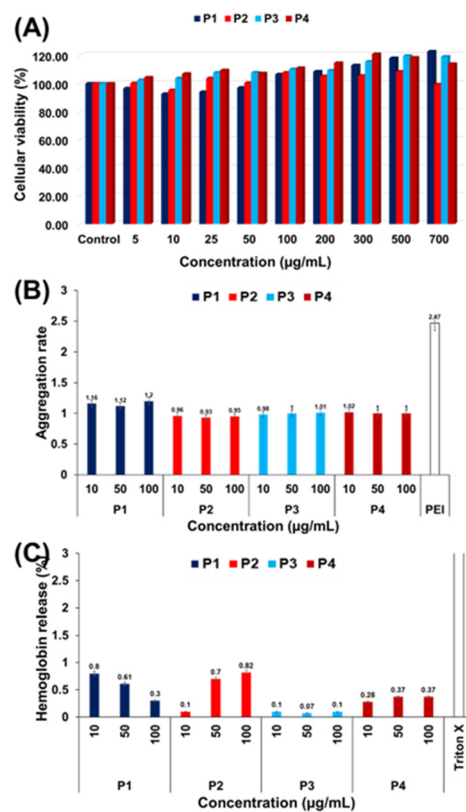 (A)
P1 P2 P3 P4
120.00
100.00
80.00
60.00
40.00
20.00
0.00
Cellular viability (%)
Control 5 10 25 50 100 200 300 500 700
Concentration (µg/mL)
(B)
P1 P2 P3 P4
3
2.5
2
1.5
1
0.5
0
Aggregation rate
1.16 1.12 1.2 0.96 0.93 0.95 0.98 1 1.01 1.02 1 1
10 50 100 10 50 100 10 50 100 10 50 100
P1 P2 P3 P4 PEI
Concentration (µg/mL)
(C)
P1 P2 P3 P4
3
2.5
2
1.5
1
0.5
0
Hemoglobin release (%)
0.8 0.61 0.3 0.1 0.7 0.82 0.1 0.07 0.1 0.28 0.37 0.37
10 50 100 10 50 100 10 50 100 10 50 100
P1 P2 P3 P4 Triton X
Concentration (µg/mL)